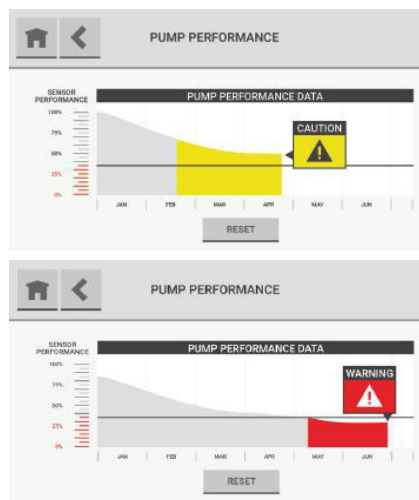 PUMP PERFORMANCE
SENSOR
PERFORMANCE
PUMP PERFORMANCE DATA
100%
75%
50%
25%
0%
CAUTION
JAN FEB MAR APR MAY JUN
RESET
PUMP PERFORMANCE
SENSOR
PERFORMANCE
PUMP PERFORMANCE DATA
100%
75%
50%
25%
0%
WARNING
JAN FEB MAR APR MAY JUN
RESET